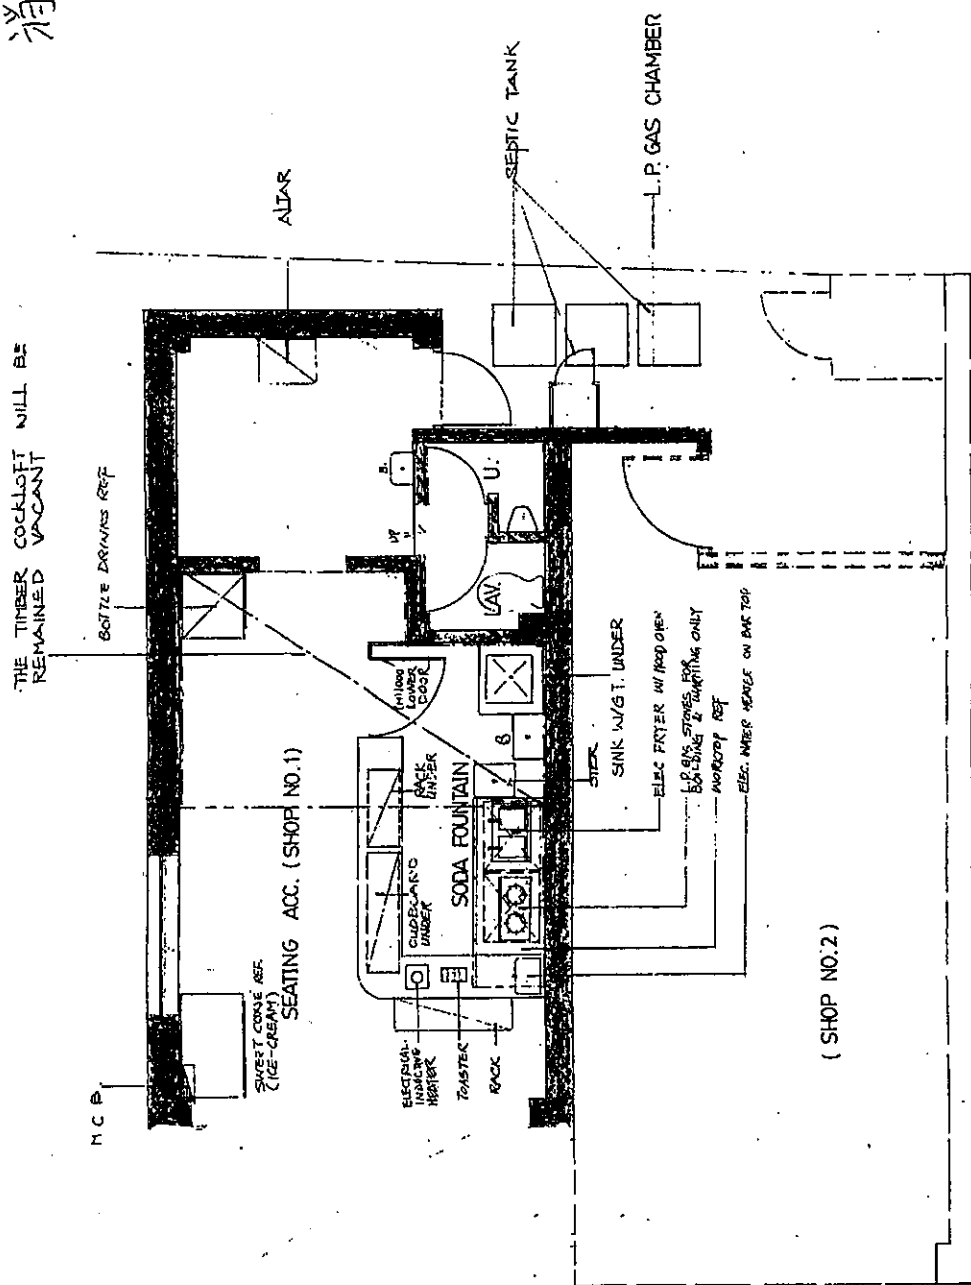 THE TIMBER COCKLOFT WILL BE
REMAINED VACANT
BOTTLE DRINKS REF
ALTAR
SEPTIC TANK
L.P. GAS CHAMBER
M C B
SWEET CONE REF.
(ICE-CREAM)
SEATING ACC. (SHOP NO.1)
(H)1000
LOWER
DOOR
UP
B.
U.
LAV.
RACK
UNDER
CUPBOARD
UNDER
SODA FOUNTAIN
B
ELECTRICAL
HEATER
TOASTER
RACK
STER
SINK W/G.T. UNDER
ELEC FRYER W/ HOOD OVEN
L.P. GAS STOVES FOR
BOILING & WARMING ONLY
WORKTOP REF
ELEC. WATER HEATER ON BAR TOP
(SHOP NO.2)